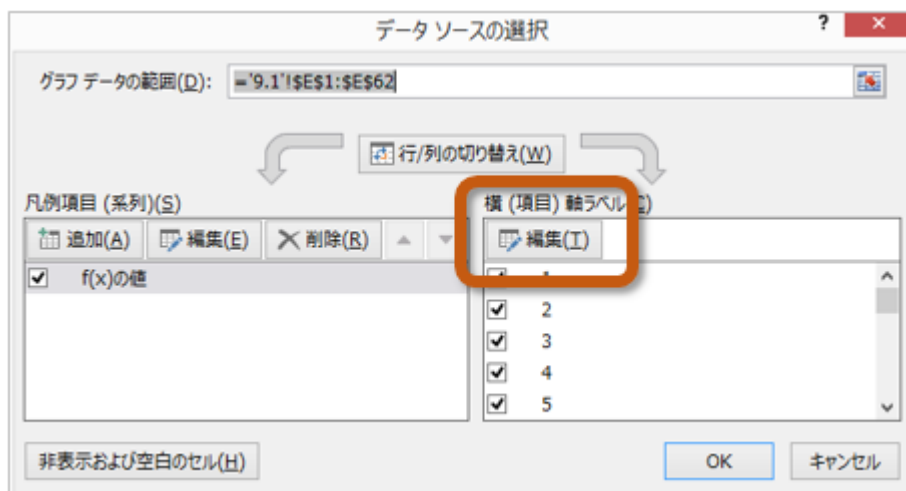 データ ソースの選択 ?
グラフ データの範囲(D): ='9.1'!$E$1:$E$62
行/列の切り替え(W)
凡例項目 (系列)(S)
追加(A) 編集(E) 削除(R)
f(x)の値
横 (項目) 軸ラベル
編集(T)
2
3
4
5
非表示および空白のセル(H)
OK キャンセル